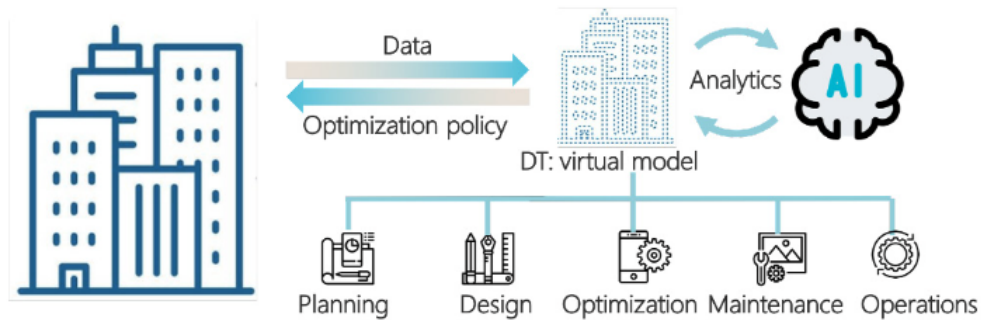 Data
Optimization policy
Analytics
AI
DT: virtual model
Planning
Design
Optimization
Maintenance
Operations